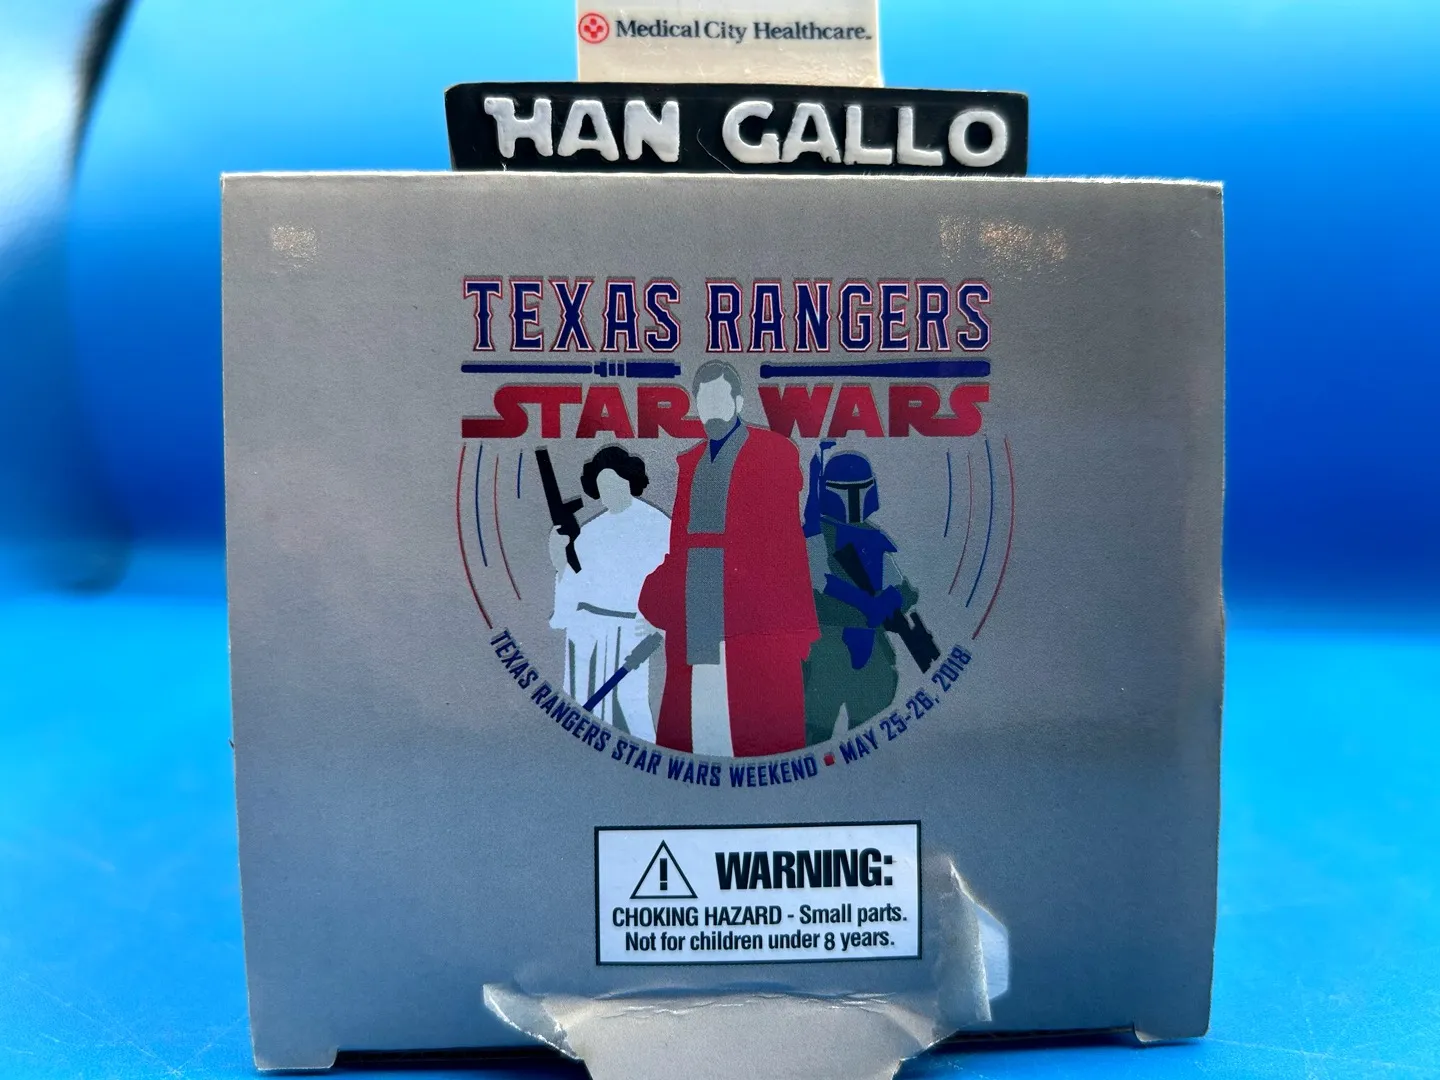 Medical City Healthcare.
HAN GALLO
TEXAS RANGERS
STAR WARS
TEXAS RANGERS STAR WARS WEEKEND ▪ MAY 25-26, 2018
WARNING:
CHOKING HAZARD - Small parts.
Not for children under 8 years.